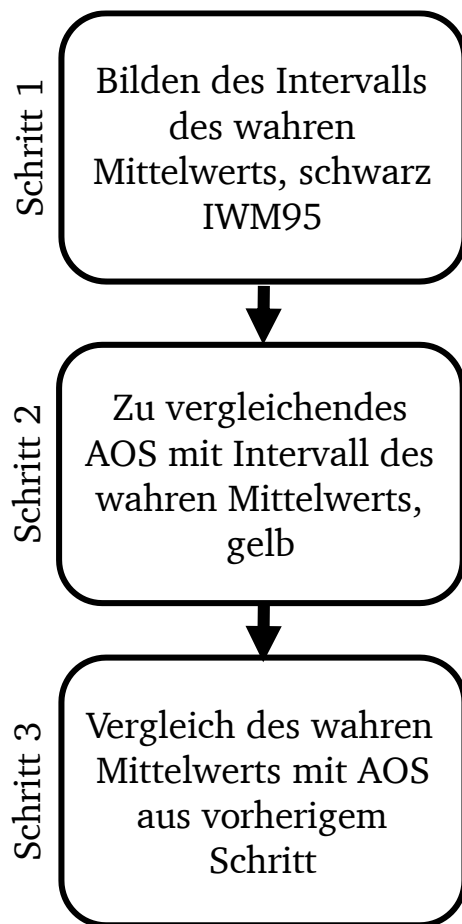 Schritt 1
Bilden des Intervalls
des wahren
Mittelwerts, schwarz
IWM95
Schritt 2
Zu vergleichendes
AOS mit Intervall des
wahren Mittelwerts,
gelb
Schritt 3
Vergleich des wahren
Mittelwerts mit AOS
aus vorherigem
Schritt